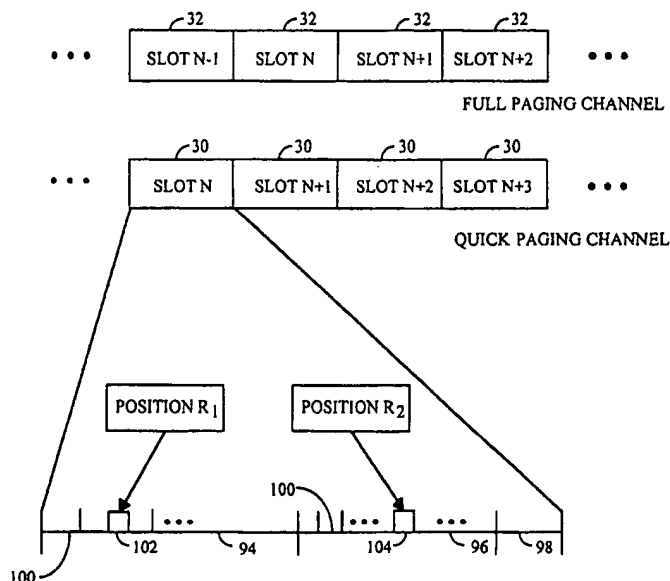 32 32 32 32
••• SLOT N-1 SLOT N SLOT N+1 SLOT N+2 •••
FULL PAGING CHANNEL
30 30 30 30
••• SLOT N SLOT N+1 SLOT N+2 SLOT N+3 •••
QUICK PAGING CHANNEL
POSITION R1 POSITION R2
100
••• ••• •••
102 94 104 96 98
100